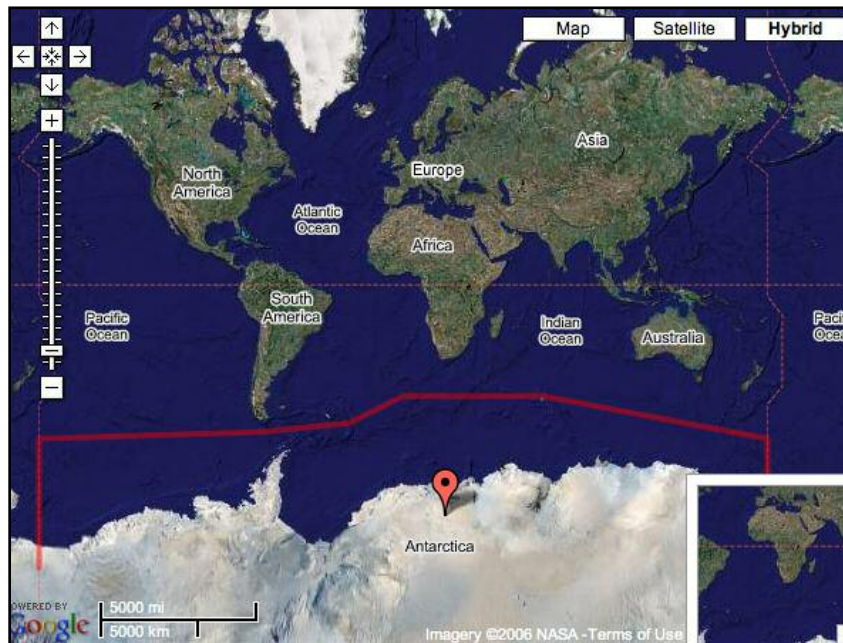 Map Satellite Hybrid
North
America
Europe
Asia
Atlantic
Ocean
Africa
Pacific
Ocean
South
America
Indian
Ocean
Australia
Pacific
Antarctica
POWERED BY
Google
5000 mi
5000 km
Imagery ©2006 NASA - Terms of Use